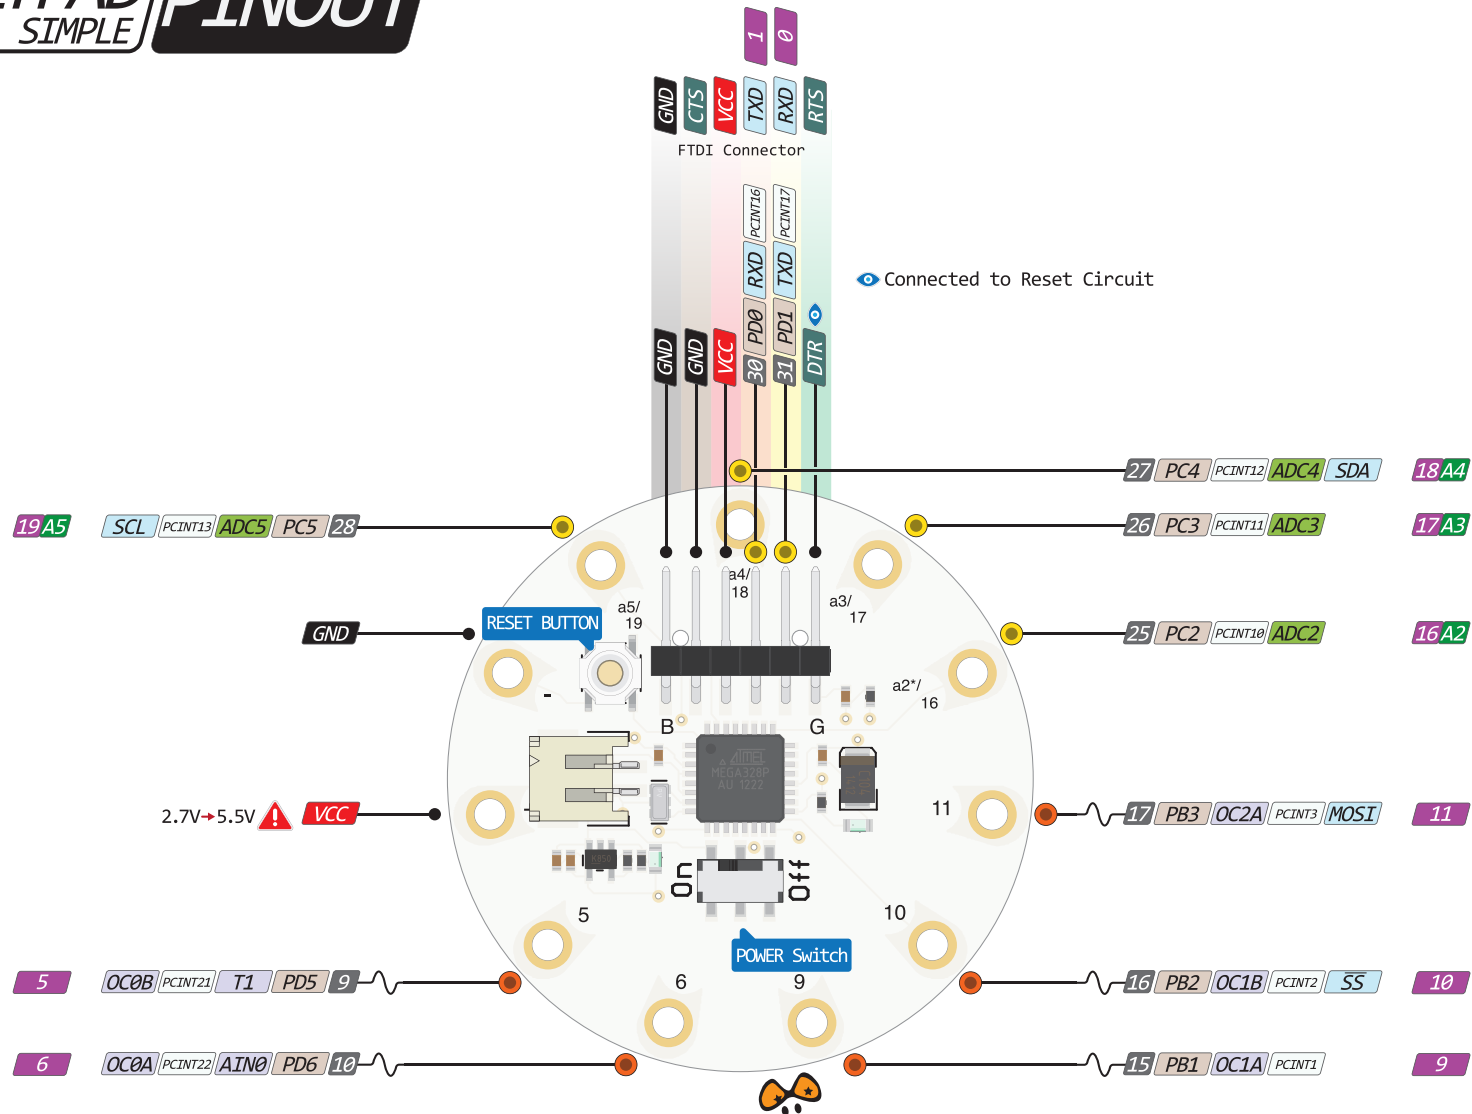 SIMPLE
PINOUT
1
0
GND
CTS
VCC
TXD
RXD
RTS
FTDI Connector
PCINT16
PCINT17
RXD
TXD
PD0
PD1
30
31
GND
GND
VCC
DTR
Connected to Reset Circuit
27 PC4 PCINT12 ADC4 SDA 18 A4
19 A5 SCL PCINT13 ADC5 PC5 28
26 PC3 PCINT11 ADC3 17 A3
GND
25 PC2 PCINT10 ADC2 16 A2
RESET BUTTON
a5/
19
a4/
18
a3/
17
a2*/
16
-
B
G
ATMEL
MEGA328P
AU 1222
K850
2.7V→5.5V VCC
11
17 PB3 OC2A PCINT3 MOSI 11
On
Off
5
10
POWER Switch
6
9
5 OC0B PCINT21 T1 PD5 9
16 PB2 OC1B PCINT2 SS 10
6 OC0A PCINT22 AIN0 PD6 10
15 PB1 OC1A PCINT1 9